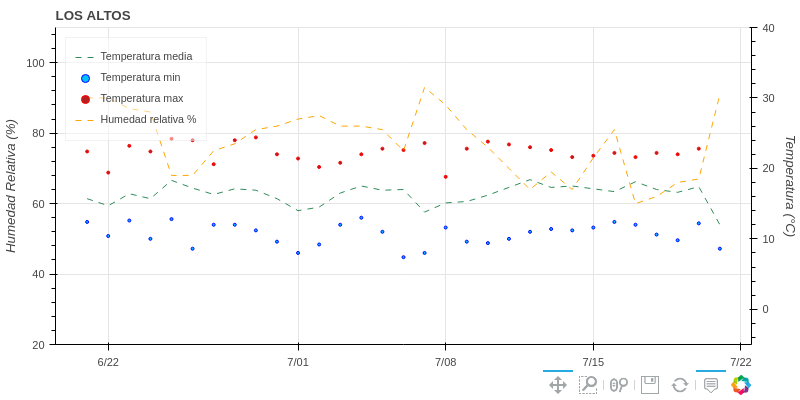 LOS ALTOS
Temperatura media
Temperatura min
Temperatura max
Humedad relativa %
Humedad Relativa (%)
100
80
60
40
20
40
30
20
10
0
Temperatura (°C)
6/22
7/01
7/08
7/15
7/22